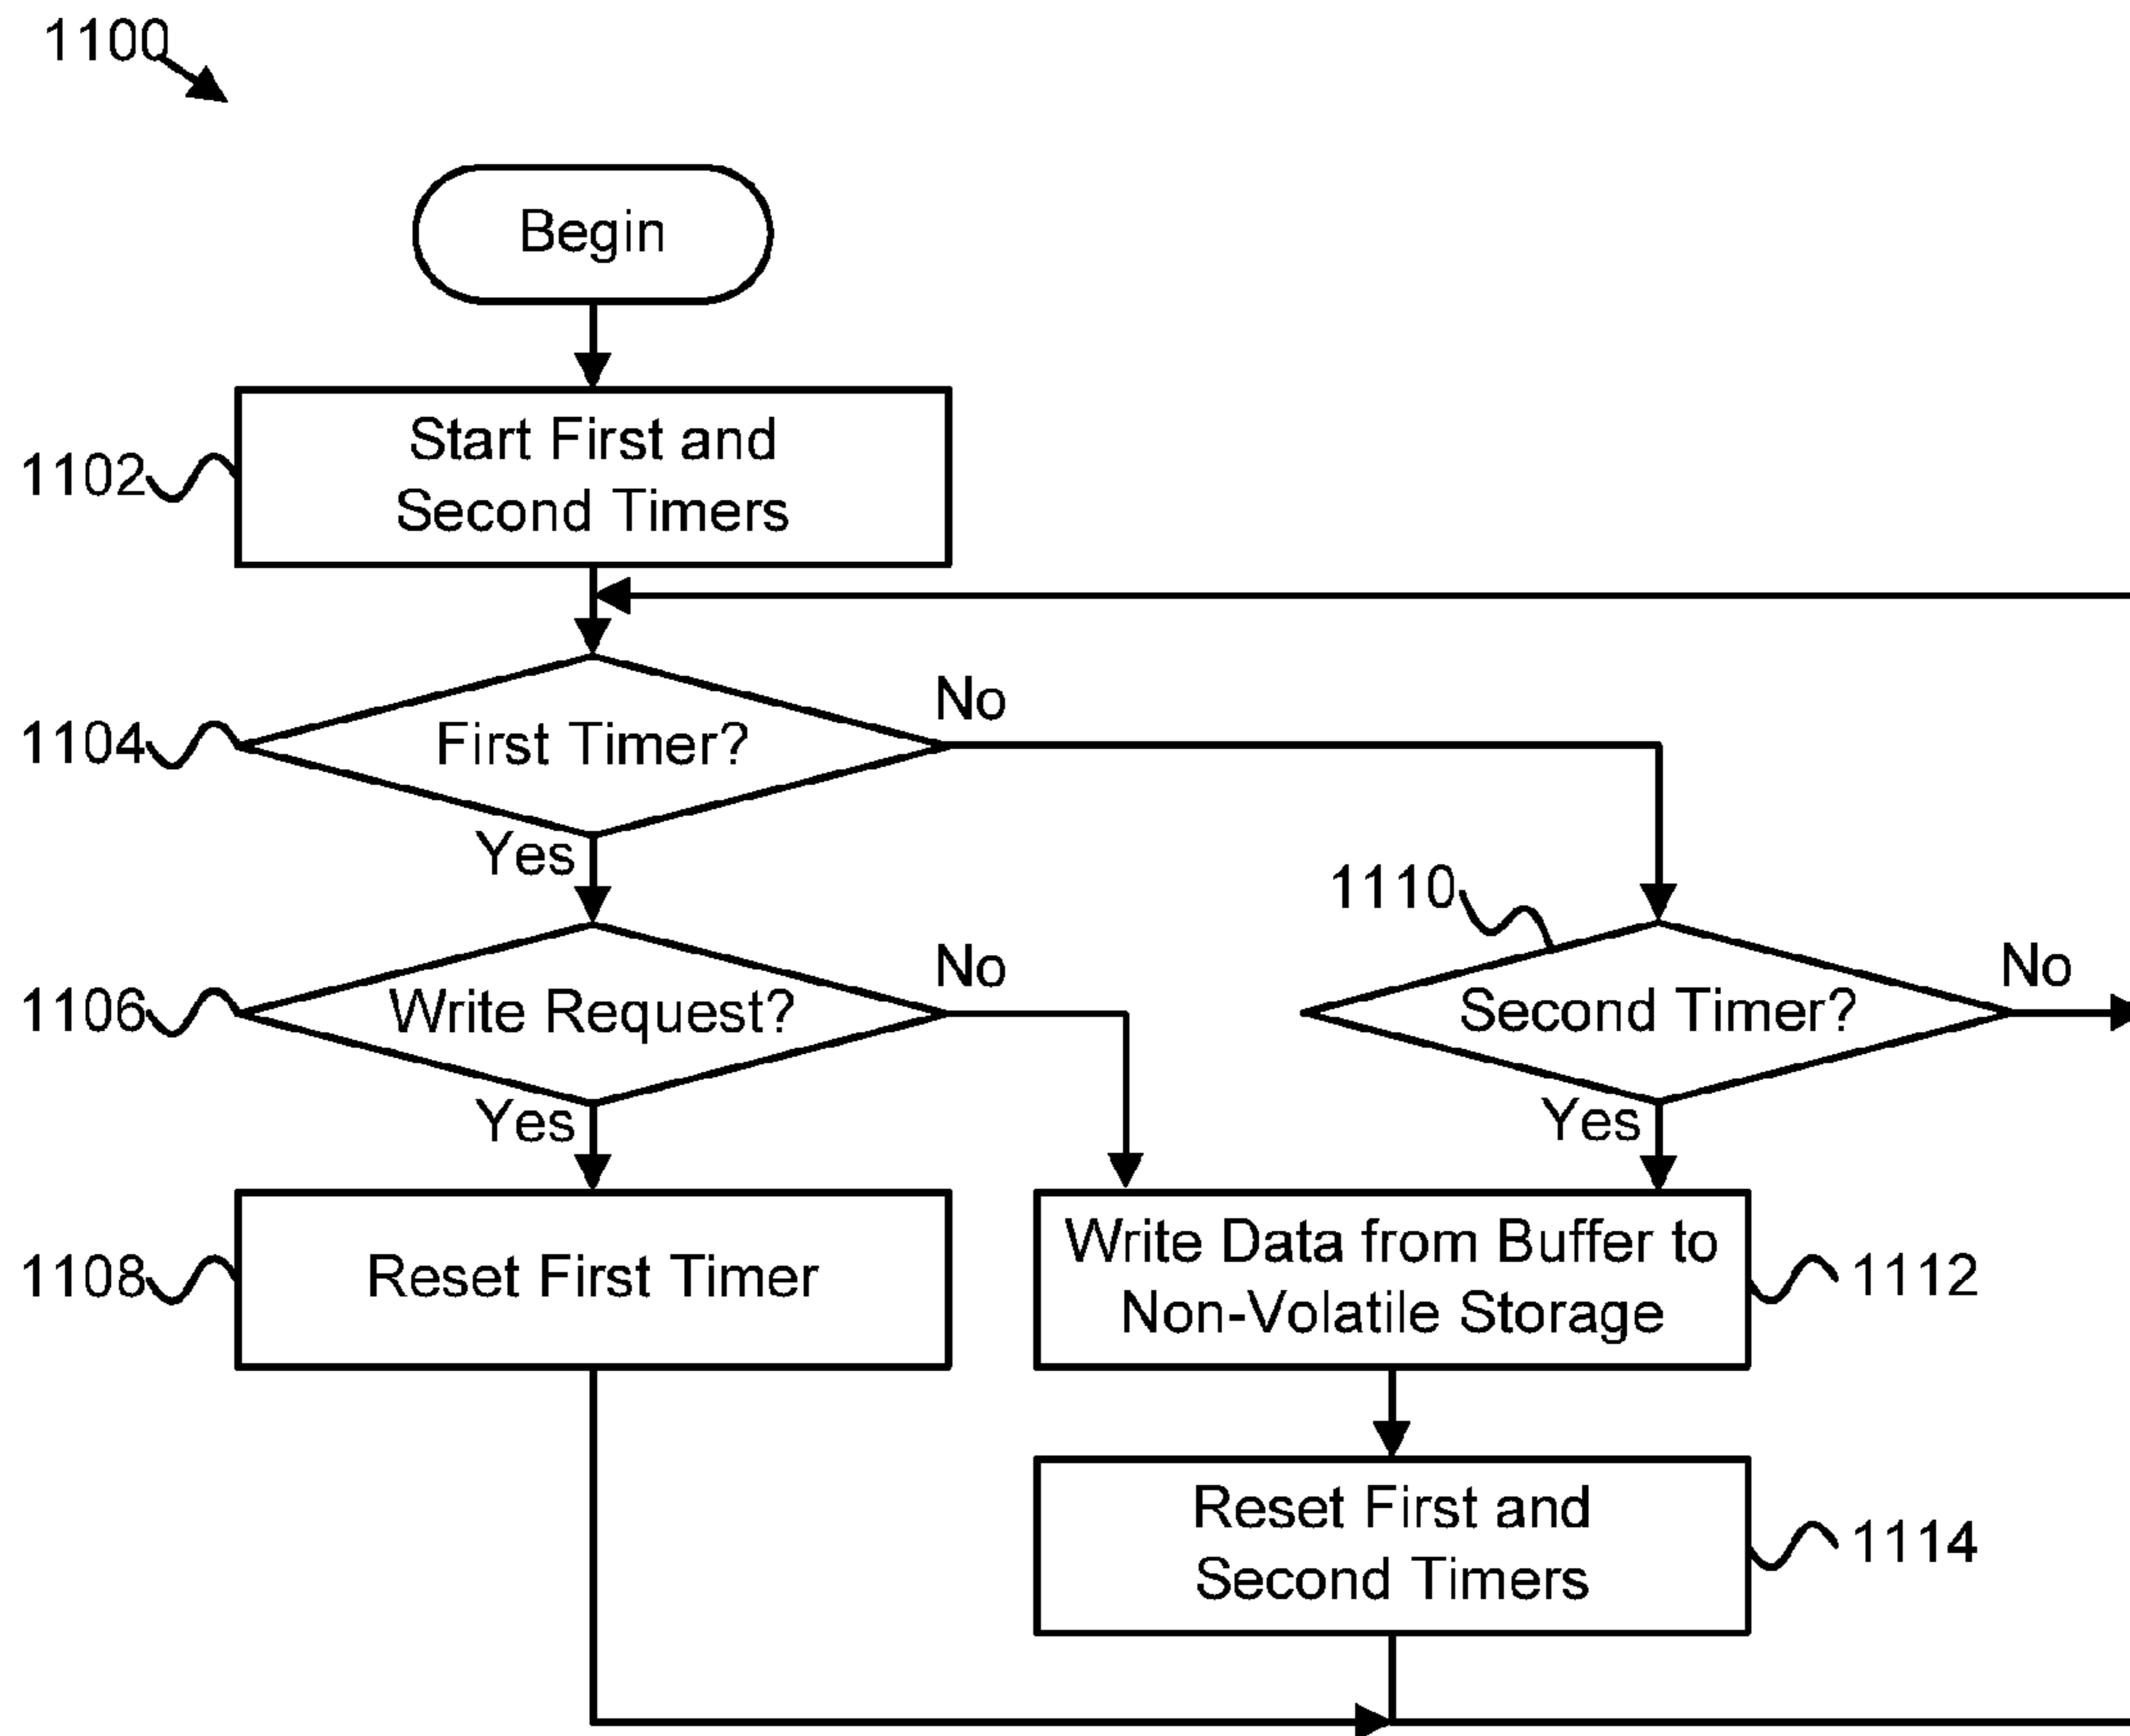 1100
Begin
1102
Start First and
Second Timers
1104
First Timer?
No
Yes
1106
Write Request?
No
Yes
1110
Second Timer?
No
Yes
1108
Reset First Timer
Write Data from Buffer to
Non-Volatile Storage
1112
Reset First and
Second Timers
1114